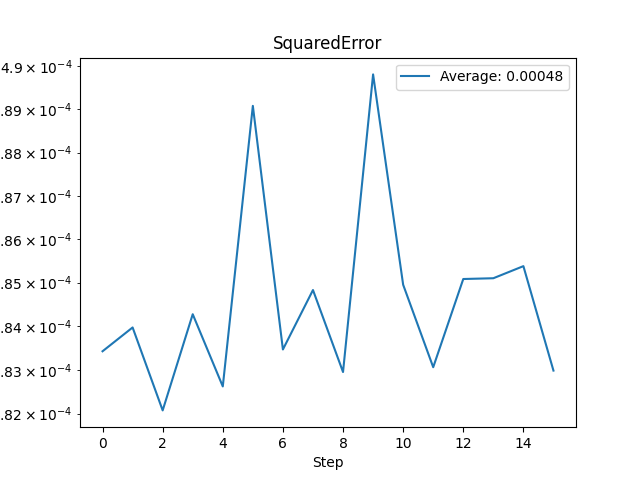 SquaredError
Average: 0.00048
4.9 × 10⁻⁴
.89 × 10⁻⁴
.88 × 10⁻⁴
.87 × 10⁻⁴
.86 × 10⁻⁴
.85 × 10⁻⁴
.84 × 10⁻⁴
.83 × 10⁻⁴
.82 × 10⁻⁴
0 2 4 6 8 10 12 14
Step